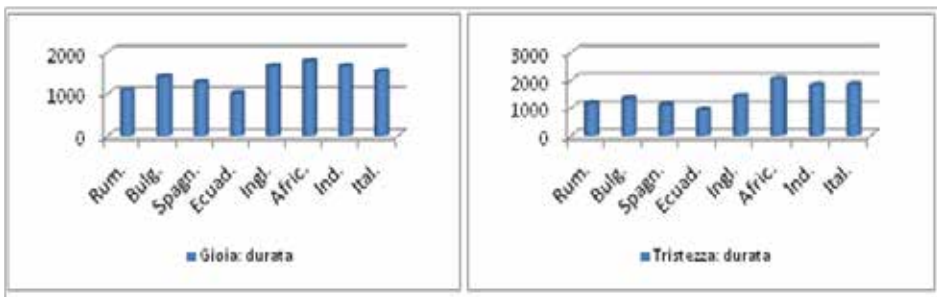 2000
1000
0
Rum.
Bulg.
Spagn.
Ecuad.
Ingl.
Afric.
Ind.
Ital.
Gioia: durata
3000
2000
1000
0
Rum.
Bulg.
Spagn.
Ecuad.
Ingl.
Afric.
Ind.
Ital.
Tristezza: durata